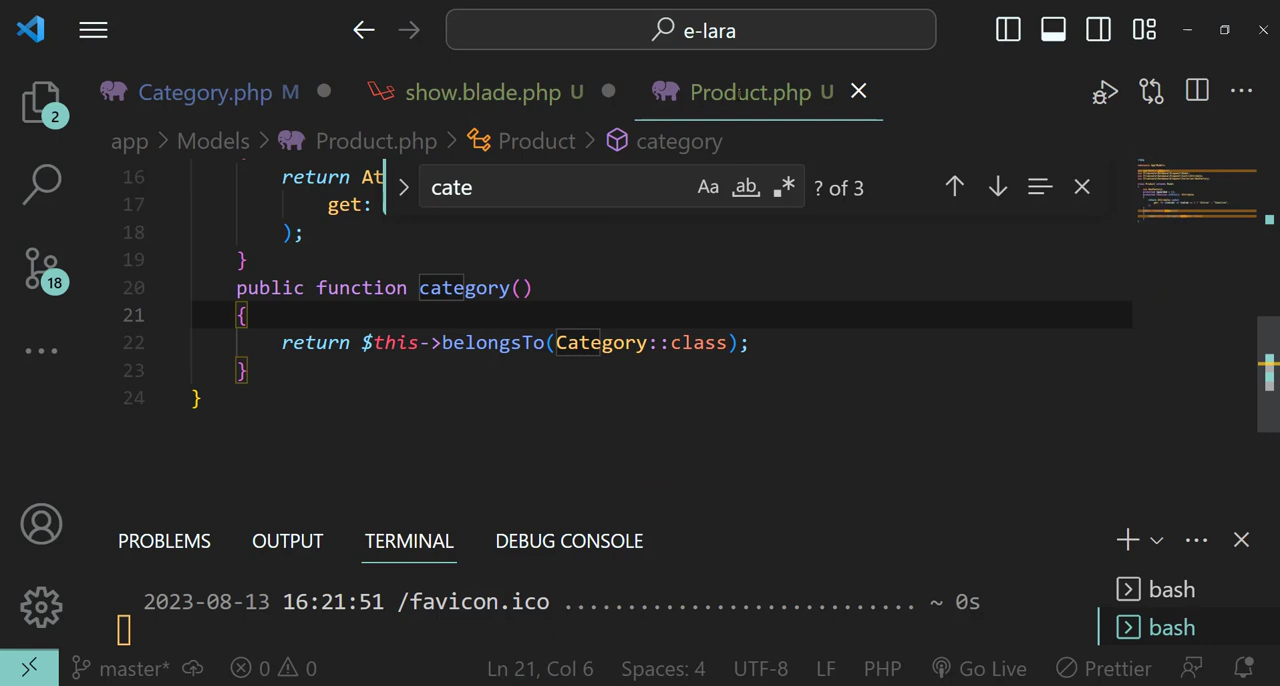 e-lara
Category.php M
show.blade.php U
Product.php U
2
app > Models > Product.php > Product > category
cate
Aa ab .* ? of 3
16 return At
17 get:
18 );
19 }
20 public function category()
21 {
22 return $this->belongsTo(Category::class);
23 }
24 }
18
PROBLEMS OUTPUT TERMINAL DEBUG CONSOLE
2023-08-13 16:21:51 /favicon.ico ............................ ~ 0s
bash
bash
master* 0 0 Ln 21, Col 6 Spaces: 4 UTF-8 LF PHP Go Live Prettier